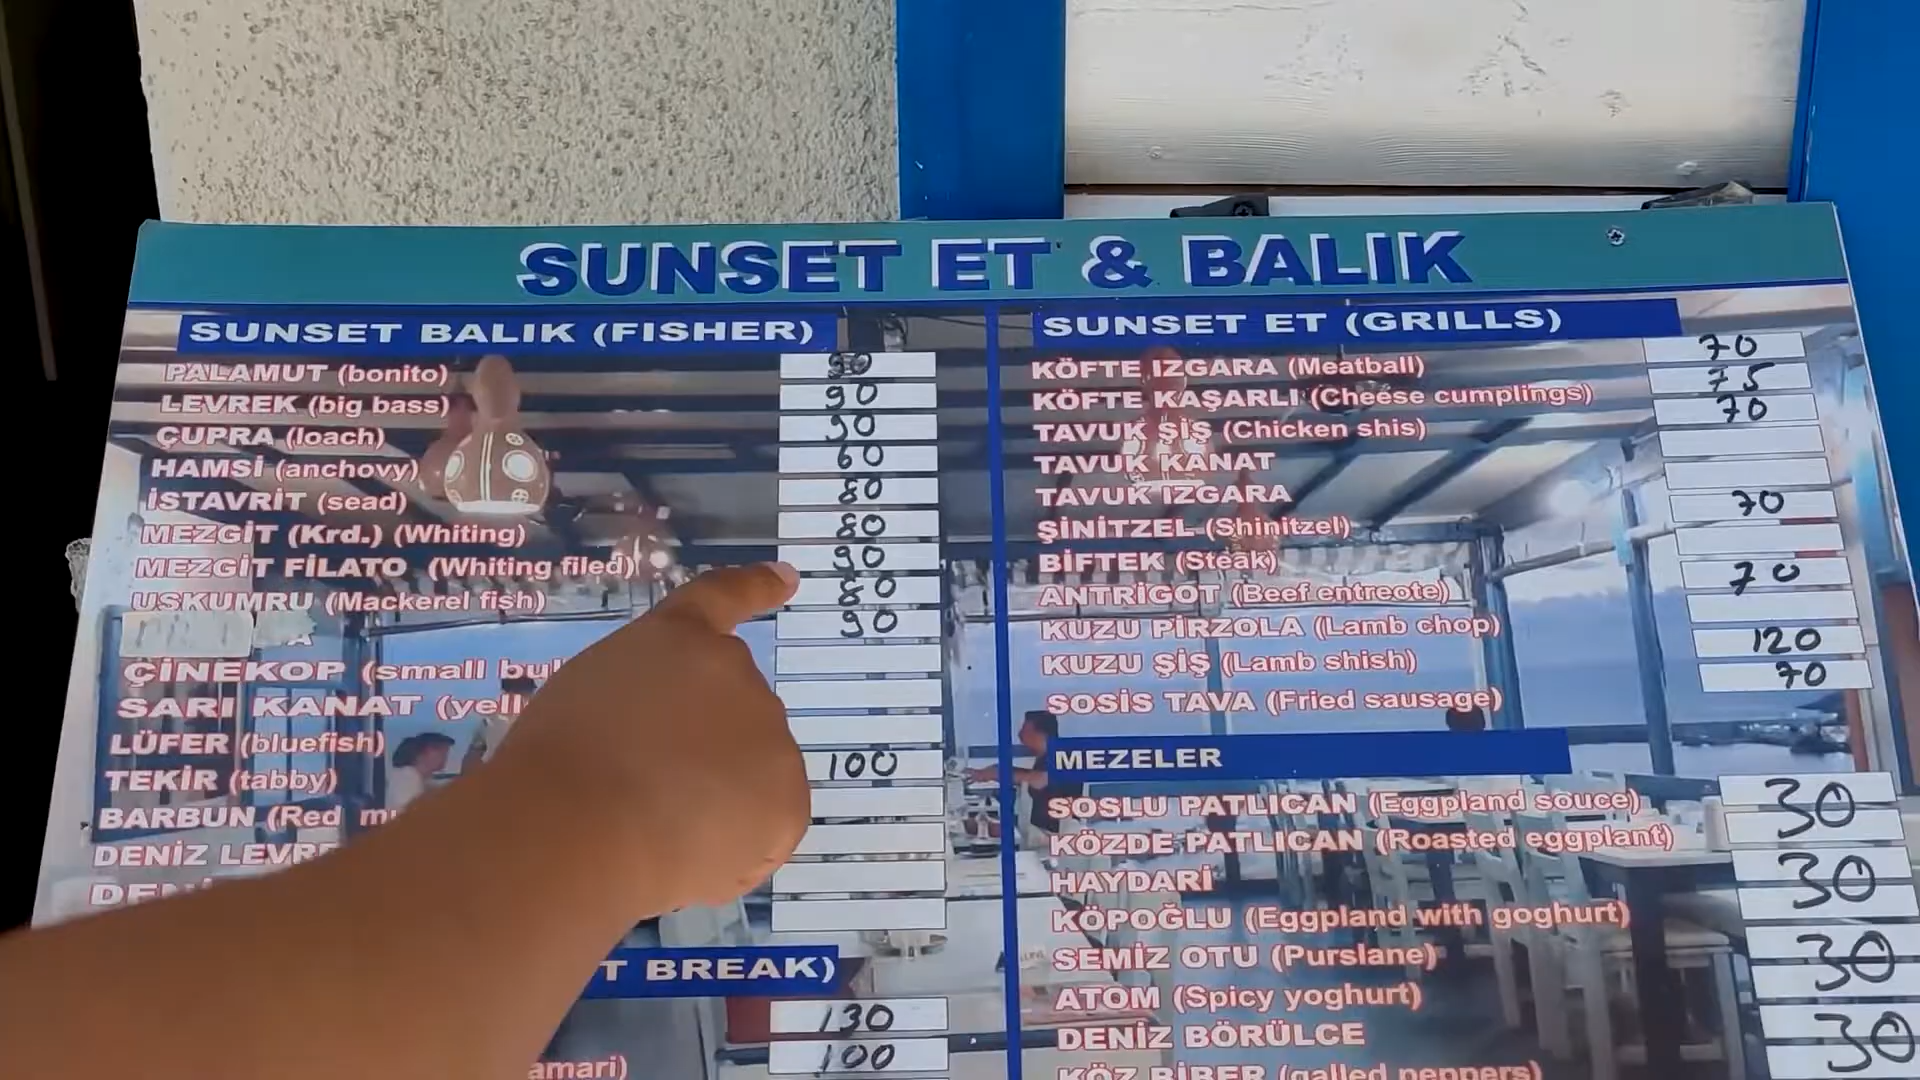 SUNSET ET & BALIK
SUNSET BALIK (FISHER)
PALAMUT (bonito)
LEVREK (big bass) 90
ÇUPRA (loach) 90
HAMSİ (anchovy) 60
İSTAVRİT (sead) 80
MEZGİT (Krd.) (Whiting) 80
MEZGİT FİLATO (Whiting filed) 90
USKUMRU (Mackerel fish) 80
90
ÇİNEKOP (small
SARI KANAT
LÜFER (bluefish)
TEKİR (tabby) 100
BARBUN (Red
DENİZ
T BREAK)
130
amari) 100
SUNSET ET (GRILLS)
KÖFTE IZGARA (Meatball) 70
KÖFTE KAŞARLI (Cheese cumplings) 75
TAVUK ŞİŞ (Chicken shis) 70
TAVUK KANAT
TAVUK IZGARA
ŞİNİTZEL (Shinitzel) 70
BİFTEK (Steak)
ANTRİGOT (Beef entreote) 70
KUZU PİRZOLA (Lamb chop)
KUZU ŞİŞ (Lamb shish) 120
SOSİS TAVA (Fried sausage) 70
MEZELER
SOSLU PATLICAN (Eggpland souce) 30
KÖZDE PATLICAN (Roasted eggplant)
HAYDARİ 30
KÖPOĞLU (Eggpland with goghurt)
SEMİZ OTU (Purslane) 30
ATOM (Spicy yoghurt)
DENİZ BÖRÜLCE 30
KÖZ BİBER (galled peppers)